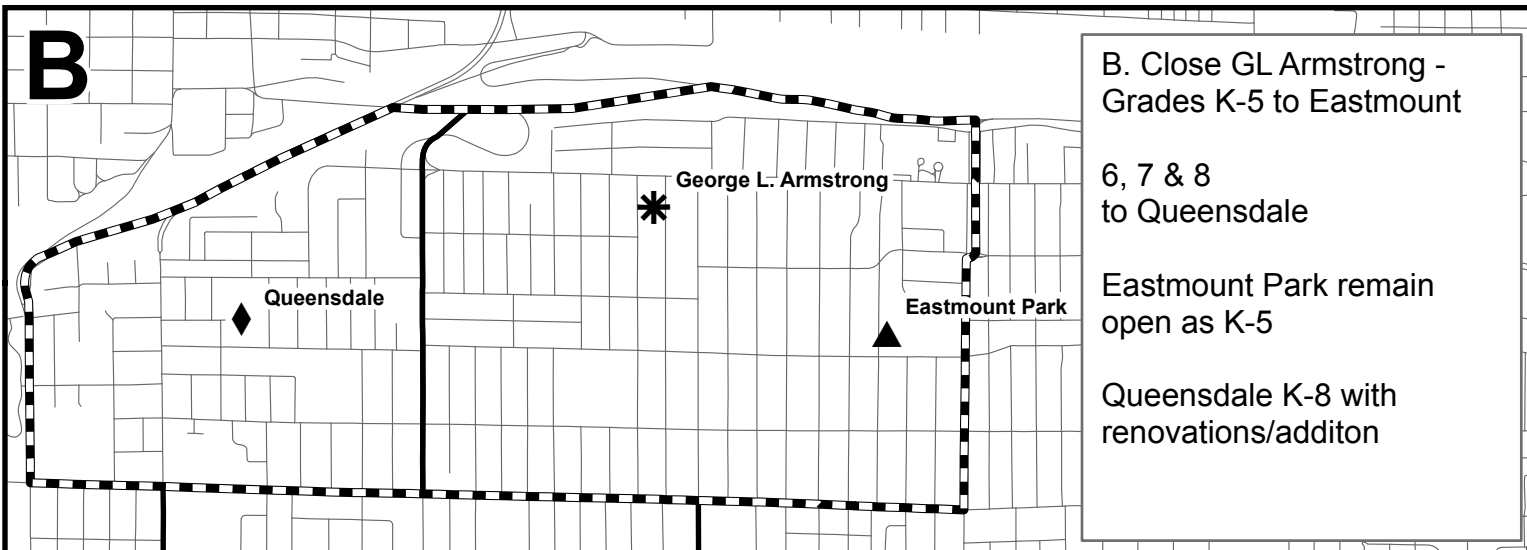 B
George L. Armstrong
Queensdale
Eastmount Park
B. Close GL Armstrong -
Grades K-5 to Eastmount
6, 7 & 8
to Queensdale
Eastmount Park remain
open as K-5
Queensdale K-8 with
renovations/additon